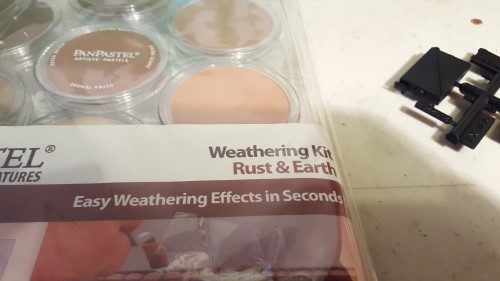 PANPASTEL®
ARTISTS' PASTELS
TEL®
ATURES
Weathering Kit
Rust & Earth
Easy Weathering Effects in Seconds